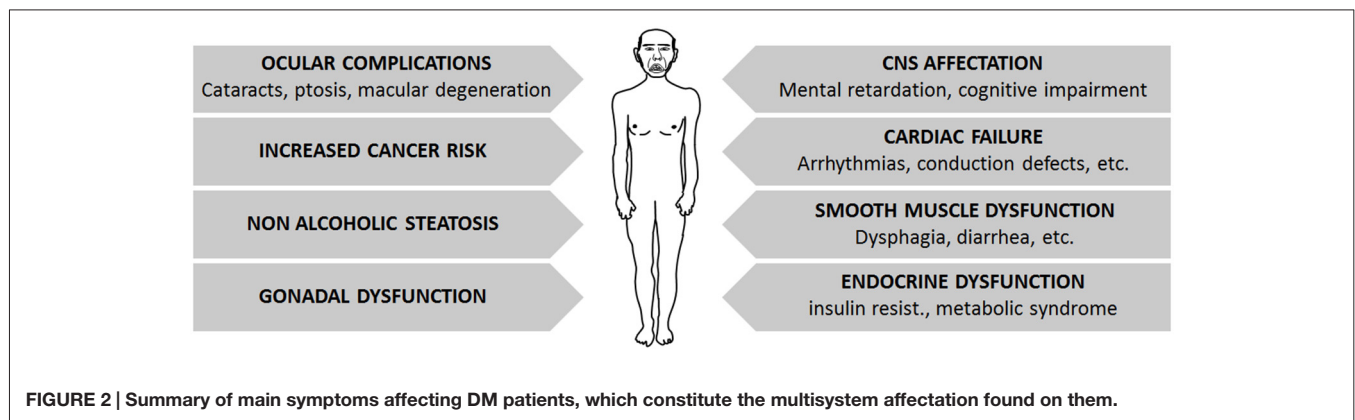 OCULAR COMPLICATIONS
Cataracts, ptosis, macular degeneration
INCREASED CANCER RISK
NON ALCOHOLIC STEATOSIS
GONADAL DYSFUNCTION
CNS AFFECTATION
Mental retardation, cognitive impairment
CARDIAC FAILURE
Arrhythmias, conduction defects, etc.
SMOOTH MUSCLE DYSFUNCTION
Dysphagia, diarrhea, etc.
ENDOCRINE DYSFUNCTION
insulin resist., metabolic syndrome
FIGURE 2 | Summary of main symptoms affecting DM patients, which constitute the multisystem affectation found on them.